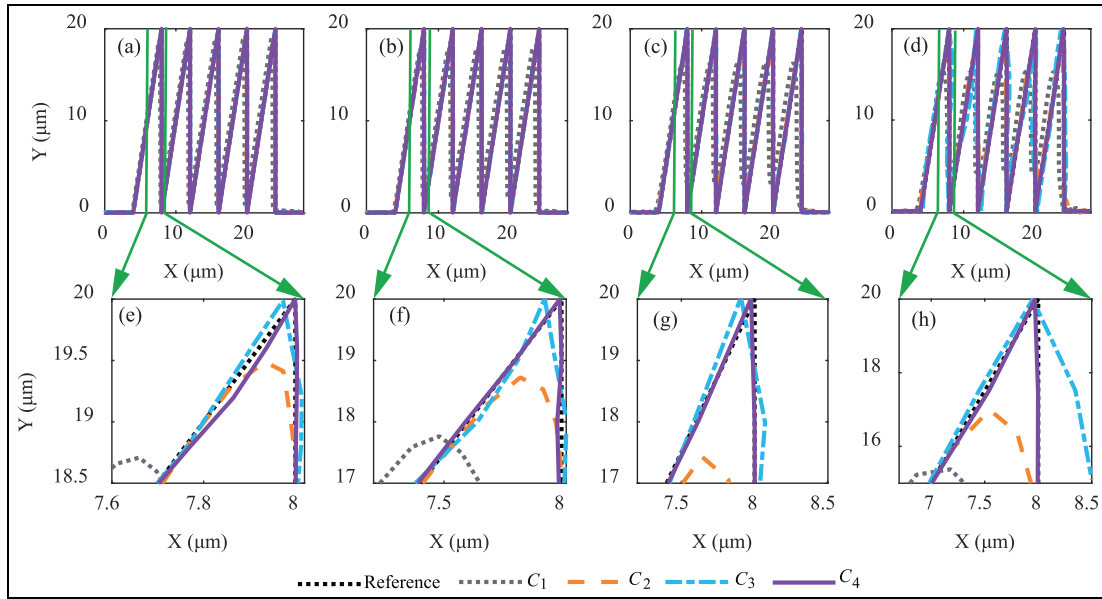 (a) (b) (c) (d)
20 20 20 20
Y (μm)
10 10 10 10
0 0 0 0
0 10 20 0 10 20 0 10 20 0 10 20
X (μm) X (μm) X (μm) X (μm)
20 20 20 20
(e) (f) (g) (h)
19.5 19 19 18
Y (μm)
19 18 18 16
18.5 17 17
7.6 7.8 8 7.5 8 7.5 8 8.5 7 7.5 8 8.5
X (μm) X (μm) X (μm) X (μm)
Reference C1 C2 C3 C4